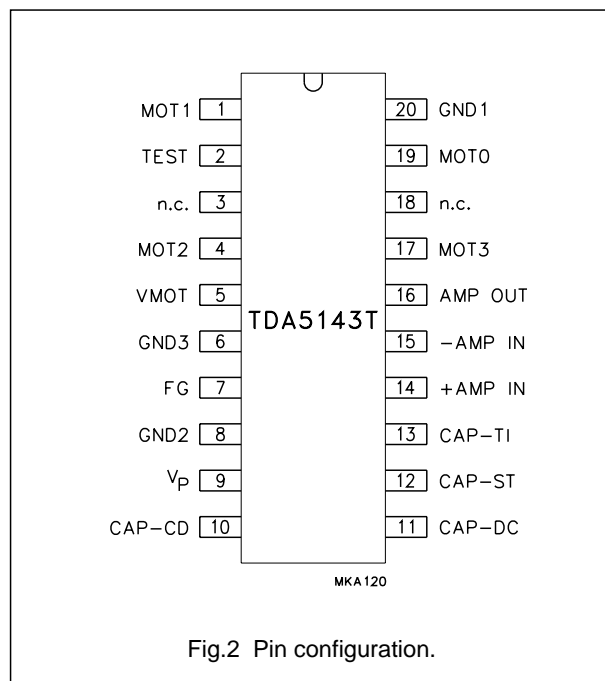 MOT1 1 20 GND1
TEST 2 19 MOT0
n.c. 3 18 n.c.
MOT2 4 17 MOT3
VMOT 5 16 AMP OUT
TDA5143T
GND3 6 15 −AMP IN
FG 7 14 +AMP IN
GND2 8 13 CAP−TI
VP 9 12 CAP−ST
CAP−CD 10 11 CAP−DC
MKA120
Fig.2 Pin configuration.